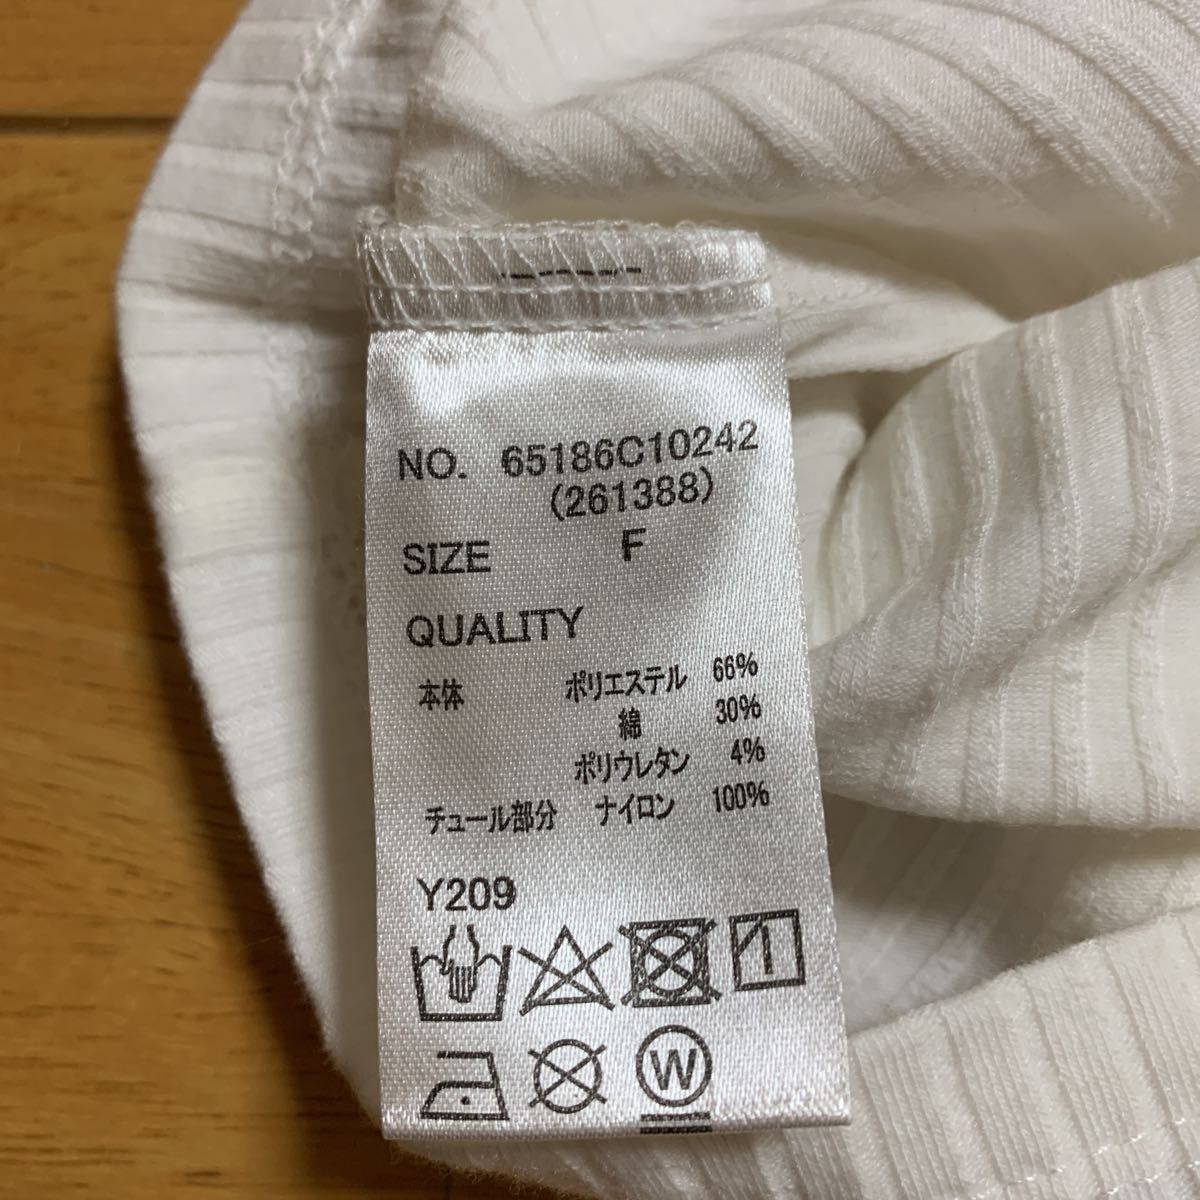 NO. 65186C10242
(261388)
SIZE F
QUALITY
本体 ポリエステル 66%
綿 30%
ポリウレタン 4%
チュール部分 ナイロン 100%
Y209
W